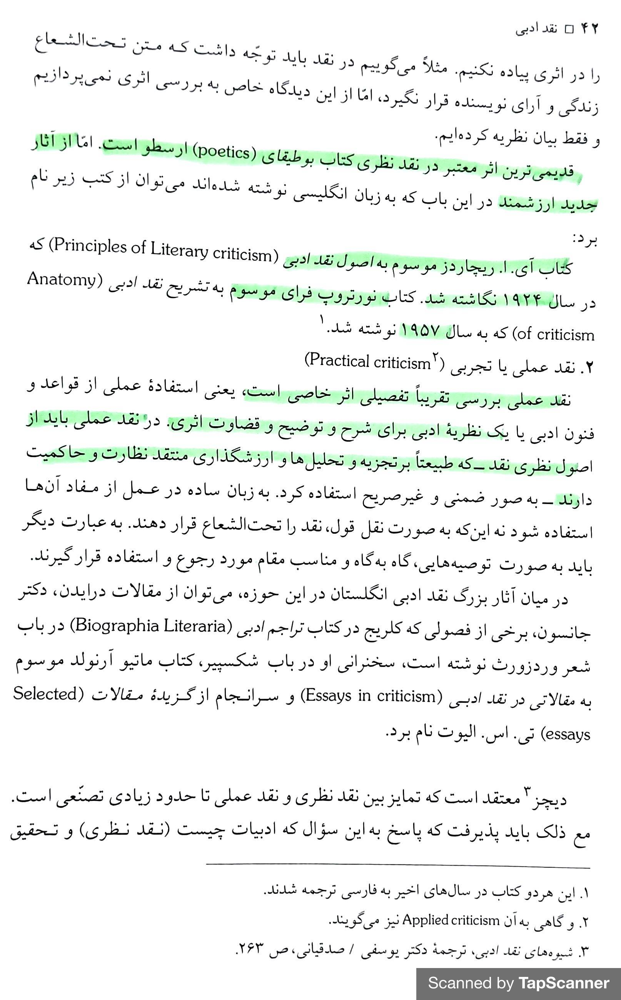 ۴۲ □ نقد ادبی
را در اثری پیاده نکنیم. مثلاً می‌گوییم در نقد باید توجّه داشت که متن تحت‌الشعاع
زندگی و آرای نویسنده قرار نگیرد، امّا از این دیدگاه خاص به بررسی اثری نمی‌پردازیم
و فقط بیان نظریه کرده‌ایم.
قدیمی‌ترین اثر معتبر در نقد نظری کتاب بوطیقای (poetics) ارسطو است. امّا از آثار
جدید ارزشمند در این باب که به زبان انگلیسی نوشته شده‌اند می‌توان از کتب زیر نام
برد:
کتاب آی. ا. ریچاردز موسوم به اصول نقد ادبی (Principles of Literary criticism) که
در سال ۱۹۲۴ نگاشته شد. کتاب نورتروپ فرای موسوم به تشریح نقد ادبی (Anatomy
of criticism) که به سال ۱۹۵۷ نوشته شد.۱
۲. نقد عملی یا تجربی (Practical criticism۲)
نقد عملی بررسی تقریباً تفصیلی اثر خاصی است، یعنی استفادهٔ عملی از قواعد و
فنون ادبی یا یک نظریهٔ ادبی برای شرح و توضیح و قضاوت اثری. در نقد عملی باید از
اصول نظری نقد ــ که طبیعتاً بر تجزیه و تحلیل‌ها و ارزشگذاری منتقد نظارت و حاکمیت
دارند ــ به صور ضمنی و غیرصریح استفاده کرد. به زبان ساده در عمل از مفاد آن‌ها
استفاده شود نه این‌که به صورت نقل قول، نقد را تحت‌الشعاع قرار دهند. به عبارت دیگر
باید به صورت توصیه‌هایی، گاه به‌گاه و مناسب مقام مورد رجوع و استفاده قرار گیرند.
در میان آثار بزرگ نقد ادبی انگلستان در این حوزه، می‌توان از مقالات درایدن، دکتر
جانسون، برخی از فصولی که کلریج در کتاب تراجم ادبی (Biographia Literaria) در باب
شعر وردزورث نوشته است، سخنرانی او در باب شکسپیر، کتاب ماتیو آرنولد موسوم
به مقالاتی در نقد ادبی (Essays in criticism) و سرانجام از گزیدهٔ مقالات (Selected
essays) تی. اس. الیوت نام برد.
دیچز۳ معتقد است که تمایز بین نقد نظری و نقد عملی تا حدود زیادی تصنّعی است.
مع ذلک باید پذیرفت که پاسخ به این سؤال که ادبیات چیست (نقد نظری) و تحقیق
۱. این هر دو کتاب در سال‌های اخیر به فارسی ترجمه شدند.
۲. و گاهی به آن Applied criticism نیز می‌گویند.
۳. شیوه‌های نقد ادبی، ترجمهٔ دکتر یوسفی / صدقیانی، ص ۲۶۳.
Scanned by TapScanner